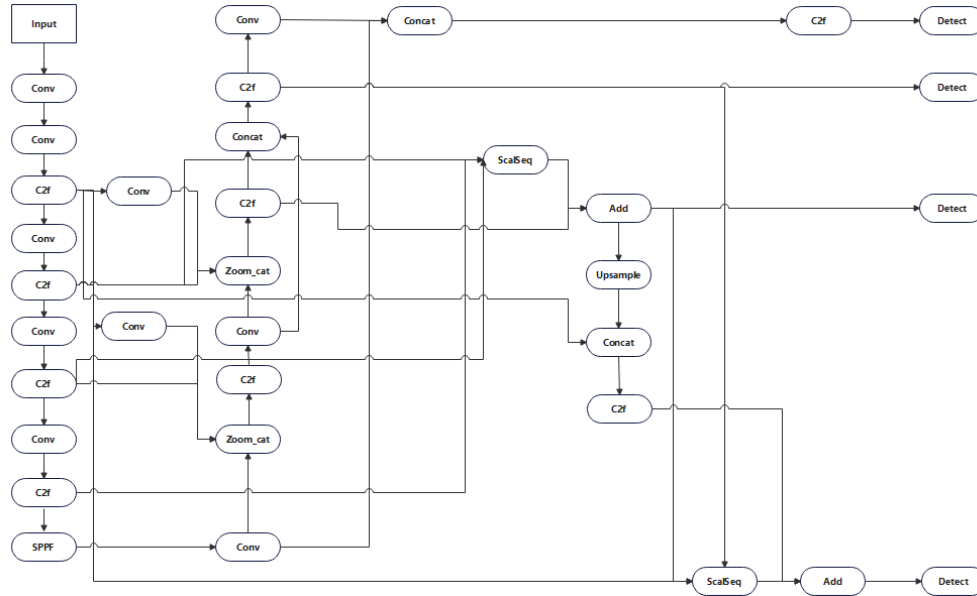 Input
Conv
Concat
C2f
Detect
Conv
C2f
Detect
Conv
Concat
ScalSeq
C2f
Conv
C2f
Add
Detect
Conv
Zoom_cat
Upsample
C2f
Conv
Conv
Conv
Concat
C2f
C2f
C2f
Conv
Zoom_cat
C2f
SPPF
Conv
ScalSeq
Add
Detect